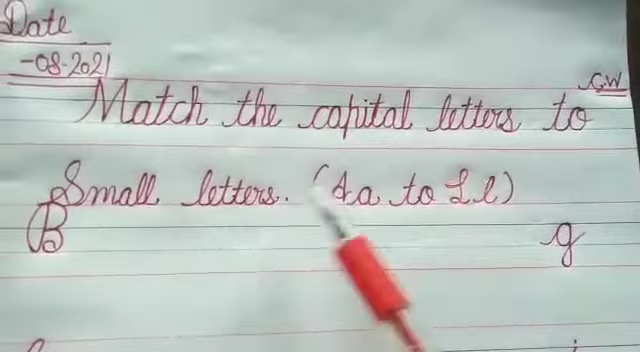 Date
-08-2021
C.W
Match the capital letters to
Small letters. (Aa to Ll)
B g